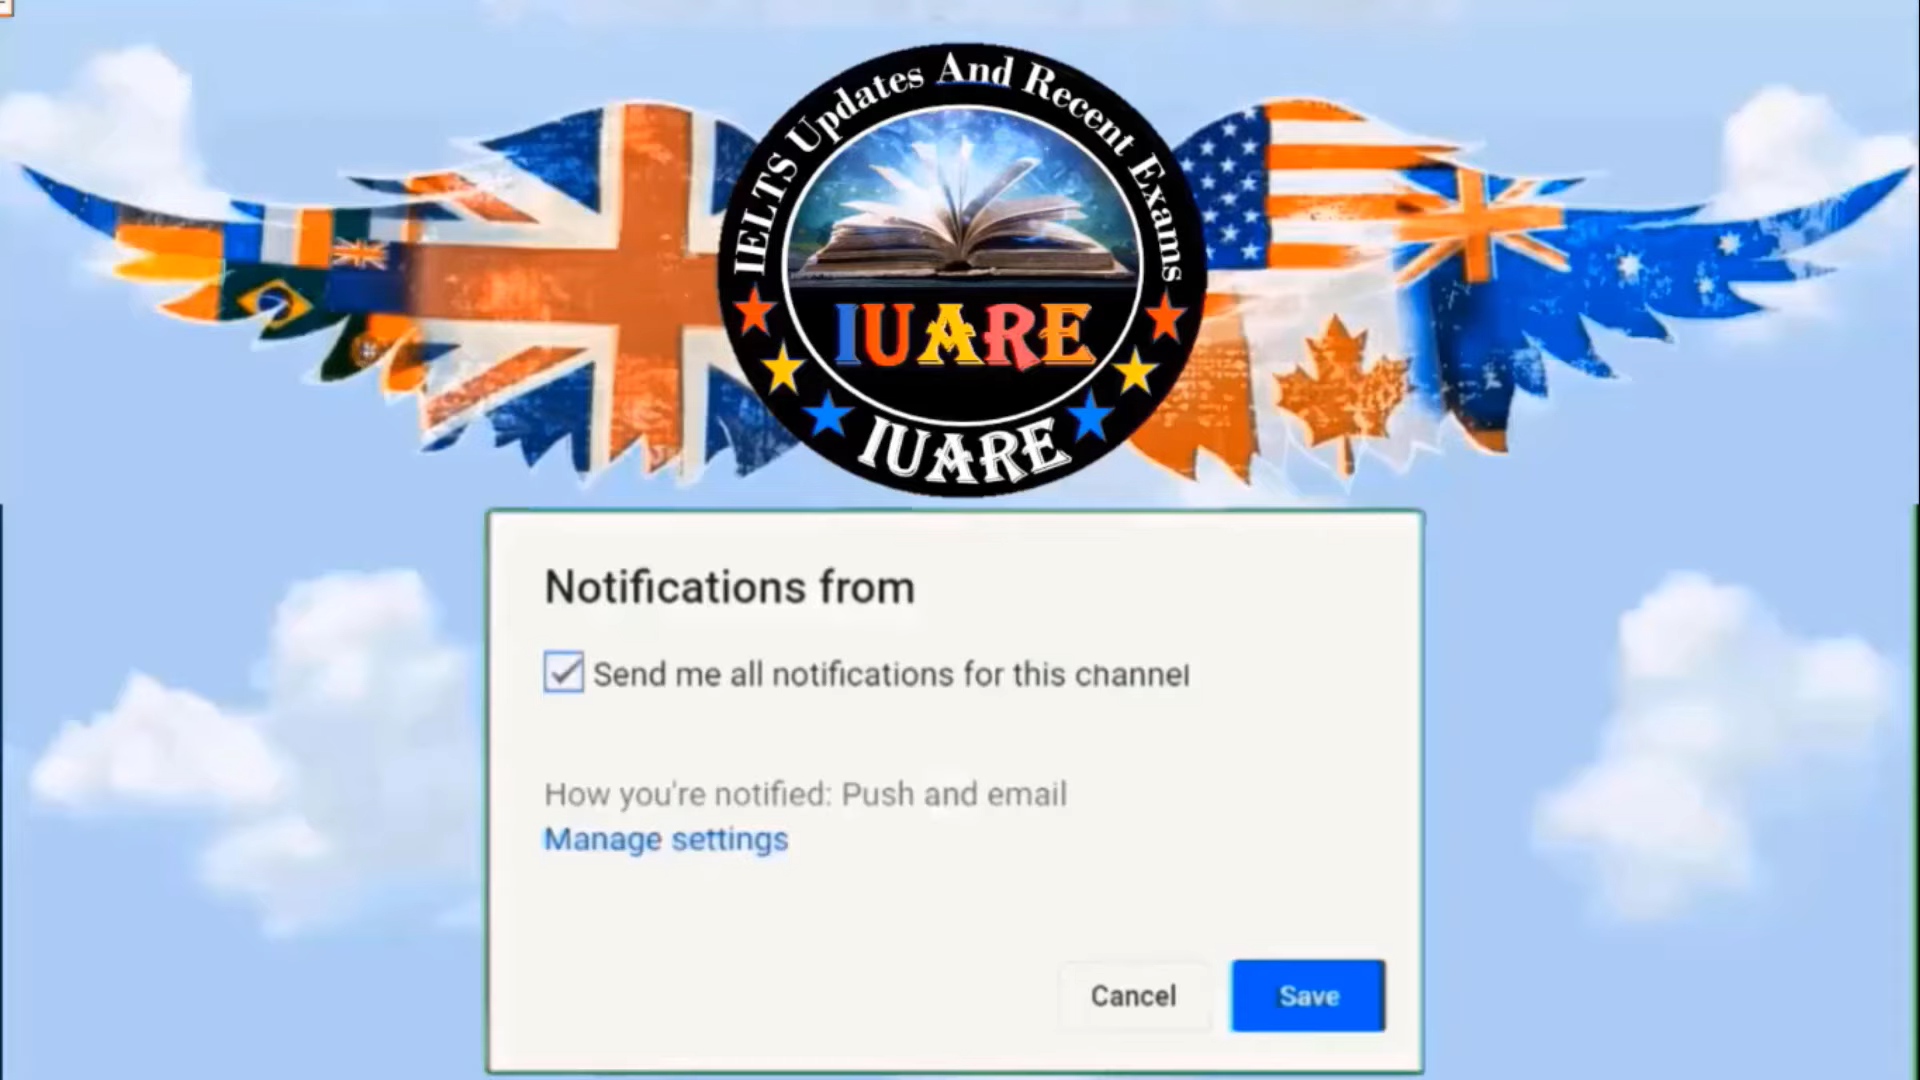 IELTS Updates And Recent Exams
IUARE
IUARE
Notifications from
Send me all notifications for this channel
How you're notified: Push and email
Manage settings
Cancel
Save